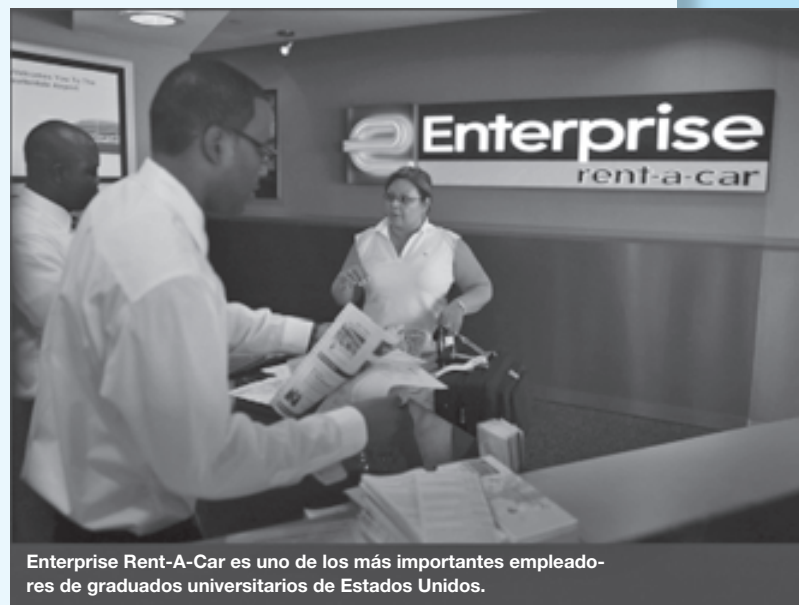 Enterprise
rent-a-car
Enterprise Rent-A-Car es uno de los más importantes empleado-
res de graduados universitarios de Estados Unidos.